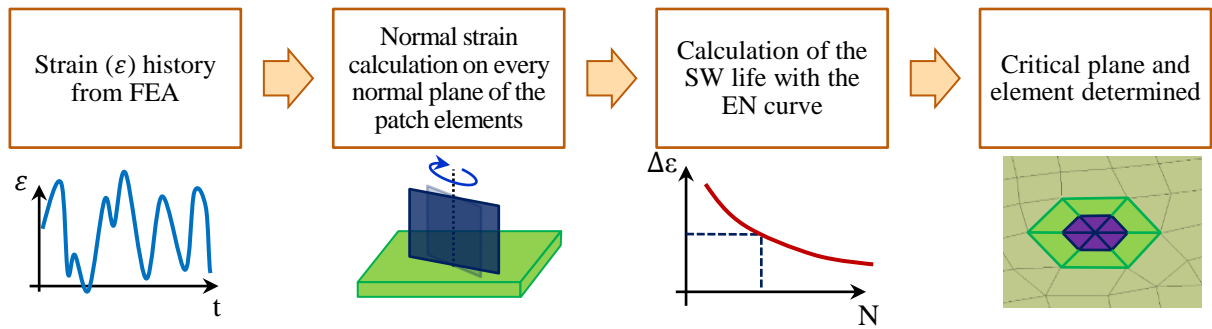 Strain (ε) history
from FEA
Normal strain
calculation on every
normal plane of the
patch elements
Calculation of the
SW life with the
EN curve
Critical plane and
element determined
ε
t
Δε
N